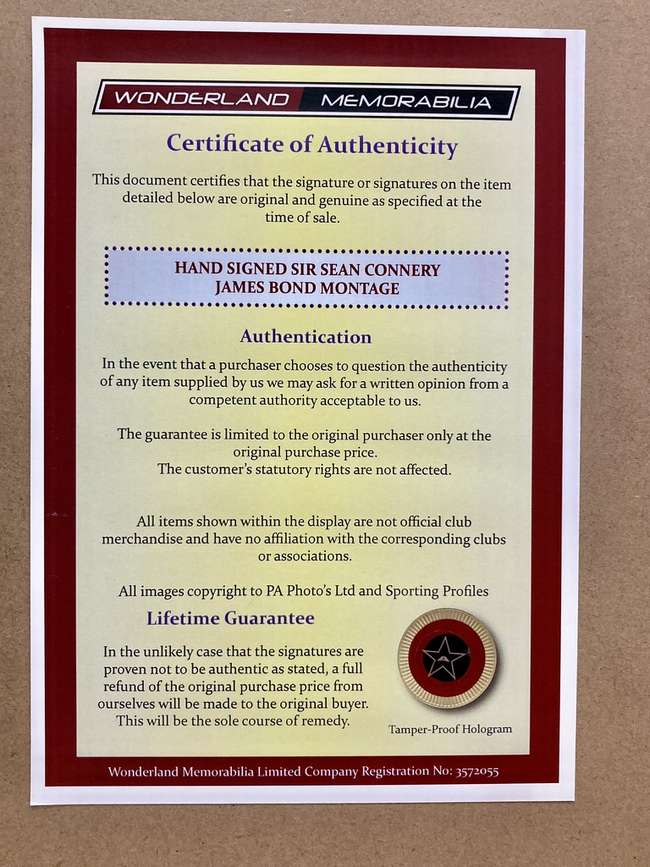 WONDERLAND MEMORABILIA
Certificate of Authenticity
This document certifies that the signature or signatures on the item
detailed below are original and genuine as specified at the
time of sale.
HAND SIGNED SIR SEAN CONNERY
JAMES BOND MONTAGE
Authentication
In the event that a purchaser chooses to question the authenticity
of any item supplied by us we may ask for a written opinion from a
competent authority acceptable to us.
The guarantee is limited to the original purchaser only at the
original purchase price.
The customer's statutory rights are not affected.
All items shown within the display are not official club
merchandise and have no affiliation with the corresponding clubs
or associations.
All images copyright to PA Photo's Ltd and Sporting Profiles
Lifetime Guarantee
In the unlikely case that the signatures are
proven not to be authentic as stated, a full
refund of the original purchase price from
ourselves will be made to the original buyer.
This will be the sole course of remedy.
Tamper-Proof Hologram
Wonderland Memorabilia Limited Company Registration No: 3572055